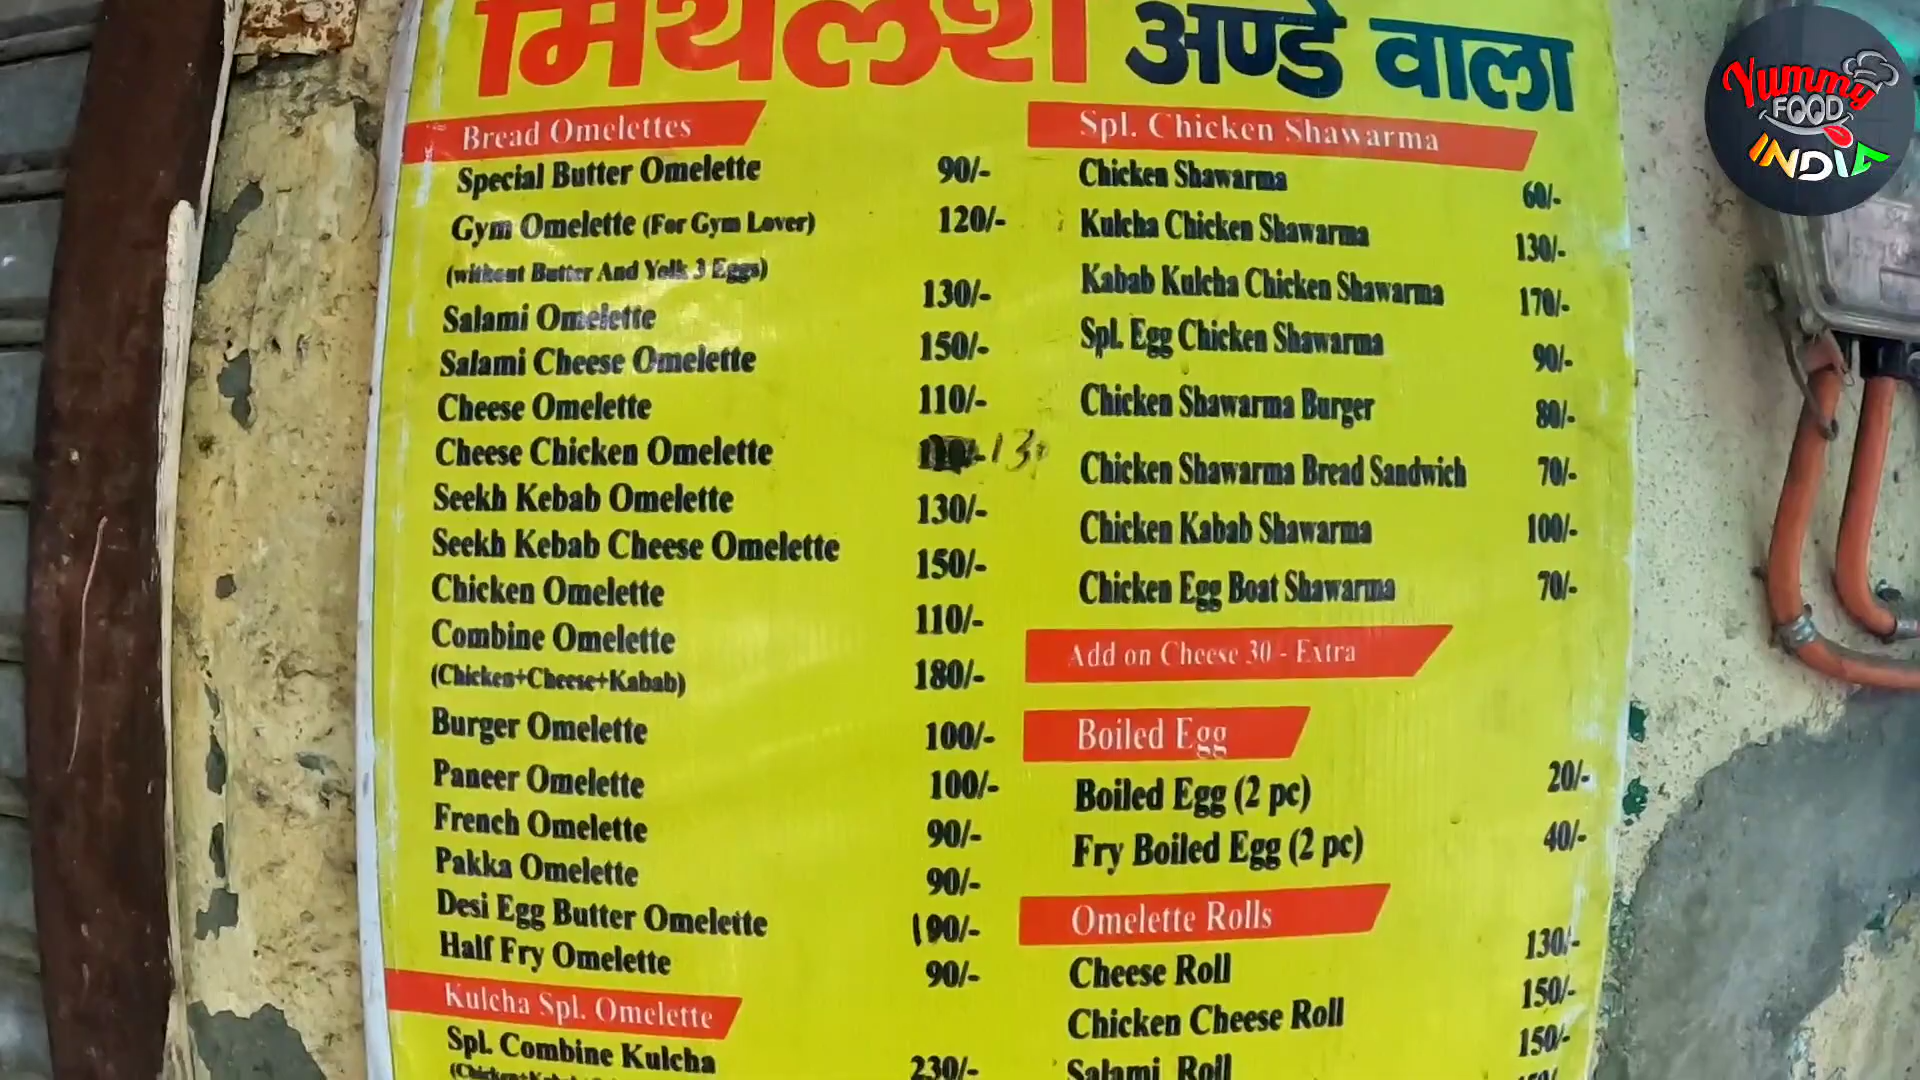 मिथलेश अण्डे वाला
Yummy
FOOD
INDIA
Bread Omelettes
Special Butter Omelette 90/-
Gym Omelette (For Gym Lover) 120/-
(without Butter And Yolk 3 Eggs)
Salami Omelette 130/-
Salami Cheese Omelette 150/-
Cheese Omelette 110/-
Cheese Chicken Omelette 130
Seekh Kebab Omelette 130/-
Seekh Kebab Cheese Omelette 150/-
Chicken Omelette 110/-
Combine Omelette
(Chicken+Cheese+Kabab) 180/-
Burger Omelette 100/-
Paneer Omelette 100/-
French Omelette 90/-
Pakka Omelette 90/-
Desi Egg Butter Omelette 190/-
Half Fry Omelette 90/-
Kulcha Spl. Omelette
Spl. Combine Kulcha 230/-
Spl. Chicken Shawarma
Chicken Shawarma 60/-
Kulcha Chicken Shawarma 130/-
Kabab Kulcha Chicken Shawarma 170/-
Spl. Egg Chicken Shawarma 90/-
Chicken Shawarma Burger 80/-
Chicken Shawarma Bread Sandwich 70/-
Chicken Kabab Shawarma 100/-
Chicken Egg Boat Shawarma 70/-
Add on Cheese 30 - Extra
Boiled Egg
Boiled Egg (2 pc) 20/-
Fry Boiled Egg (2 pc) 40/-
Omelette Rolls
Cheese Roll 130/-
Chicken Cheese Roll 150/-
Salami Roll 150/-